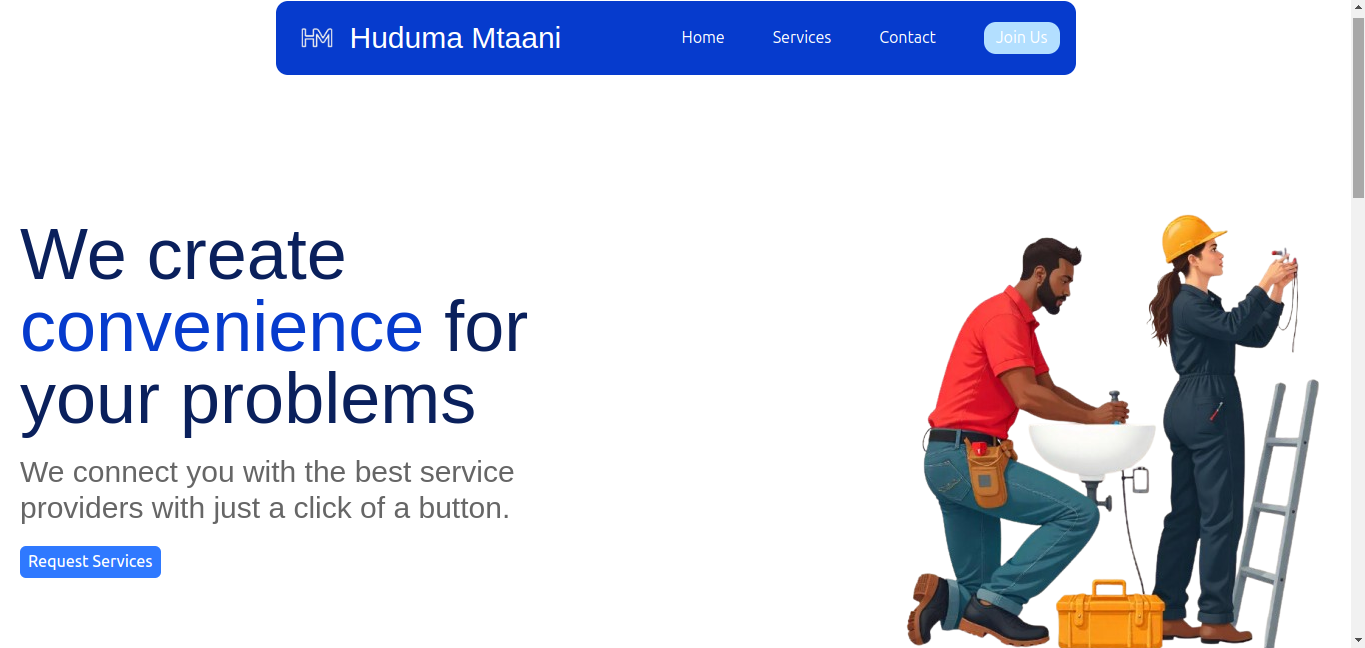 HM Huduma Mtaani Home Services Contact Join Us
We create
convenience for
your problems
We connect you with the best service
providers with just a click of a button.
Request Services